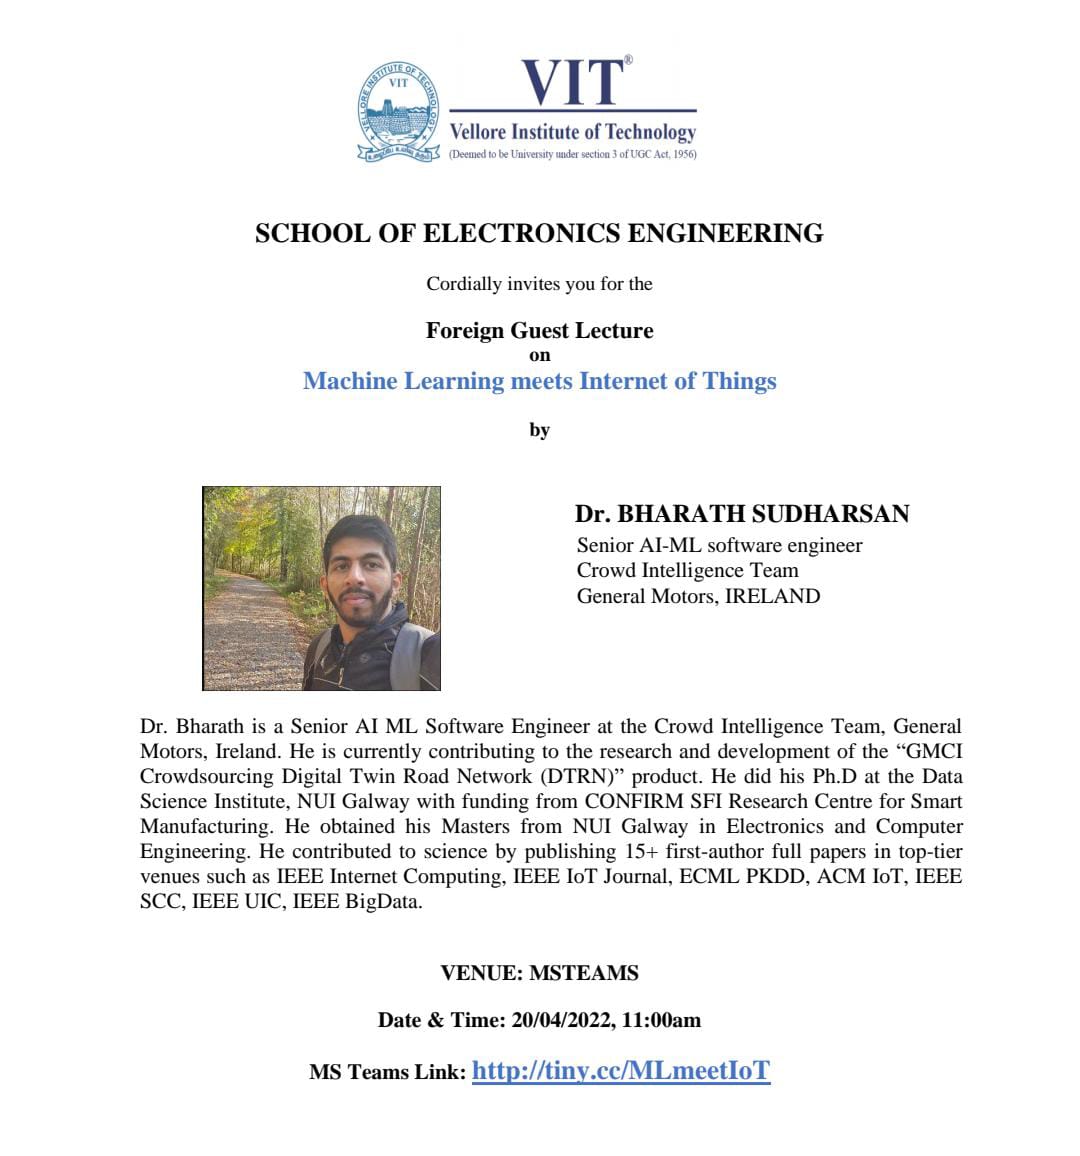 VELLORE INSTITUTE OF TECHNOLOGY
VIT
VIT®
Vellore Institute of Technology
(Deemed to be University under section 3 of UGC Act, 1956)
SCHOOL OF ELECTRONICS ENGINEERING
Cordially invites you for the
Foreign Guest Lecture
on
Machine Learning meets Internet of Things
by
Dr. BHARATH SUDHARSAN
Senior AI-ML software engineer
Crowd Intelligence Team
General Motors, IRELAND
Dr. Bharath is a Senior AI ML Software Engineer at the Crowd Intelligence Team, General
Motors, Ireland. He is currently contributing to the research and development of the “GMCI
Crowdsourcing Digital Twin Road Network (DTRN)” product. He did his Ph.D at the Data
Science Institute, NUI Galway with funding from CONFIRM SFI Research Centre for Smart
Manufacturing. He obtained his Masters from NUI Galway in Electronics and Computer
Engineering. He contributed to science by publishing 15+ first-author full papers in top-tier
venues such as IEEE Internet Computing, IEEE IoT Journal, ECML PKDD, ACM IoT, IEEE
SCC, IEEE UIC, IEEE BigData.
VENUE: MSTEAMS
Date & Time: 20/04/2022, 11:00am
MS Teams Link: http://tiny.cc/MLmeetIoT